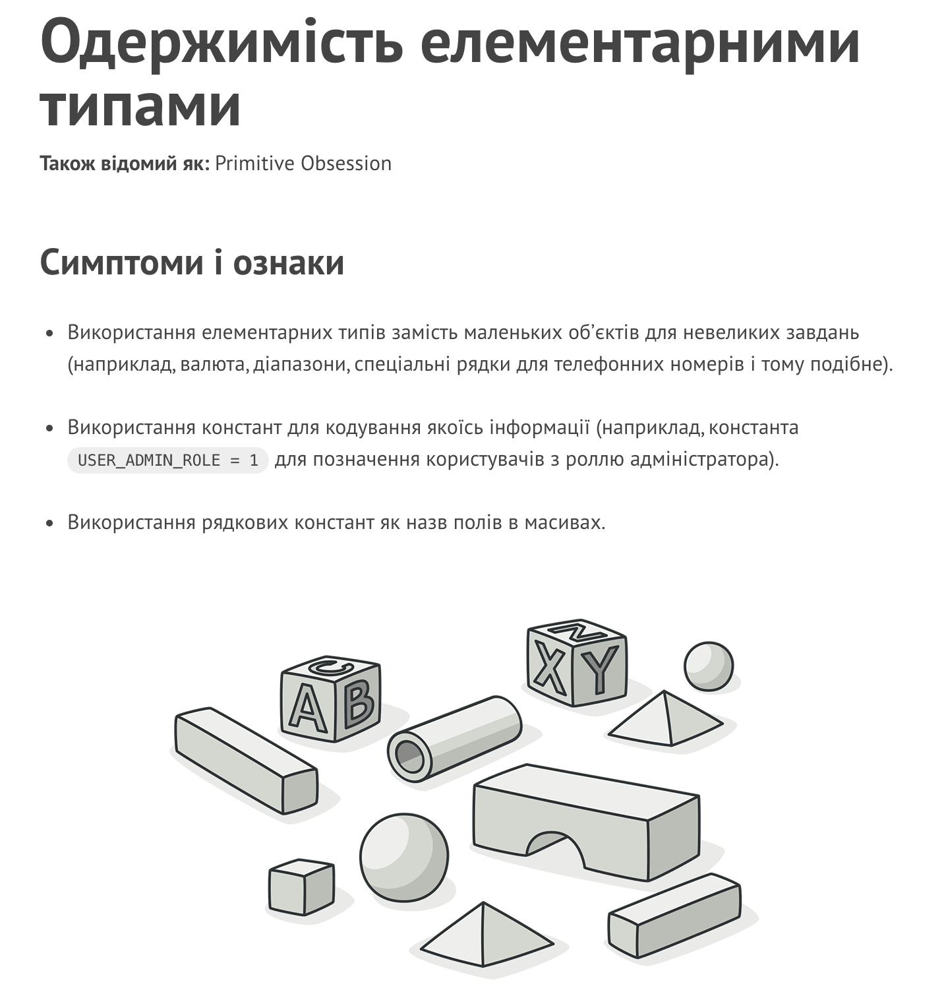 Одержимість елементарними
типами
Також відомий як: Primitive Obsession
Симптоми і ознаки
• Використання елементарних типів замість маленьких об’єктів для невеликих завдань
(наприклад, валюта, діапазони, спеціальні рядки для телефонних номерів і тому подібне).
• Використання констант для кодування якоїсь інформації (наприклад, константа
USER_ADMIN_ROLE = 1 для позначення користувачів з роллю адміністратора).
• Використання рядкових констант як назв полів в масивах.
C
A B
Z
X Y